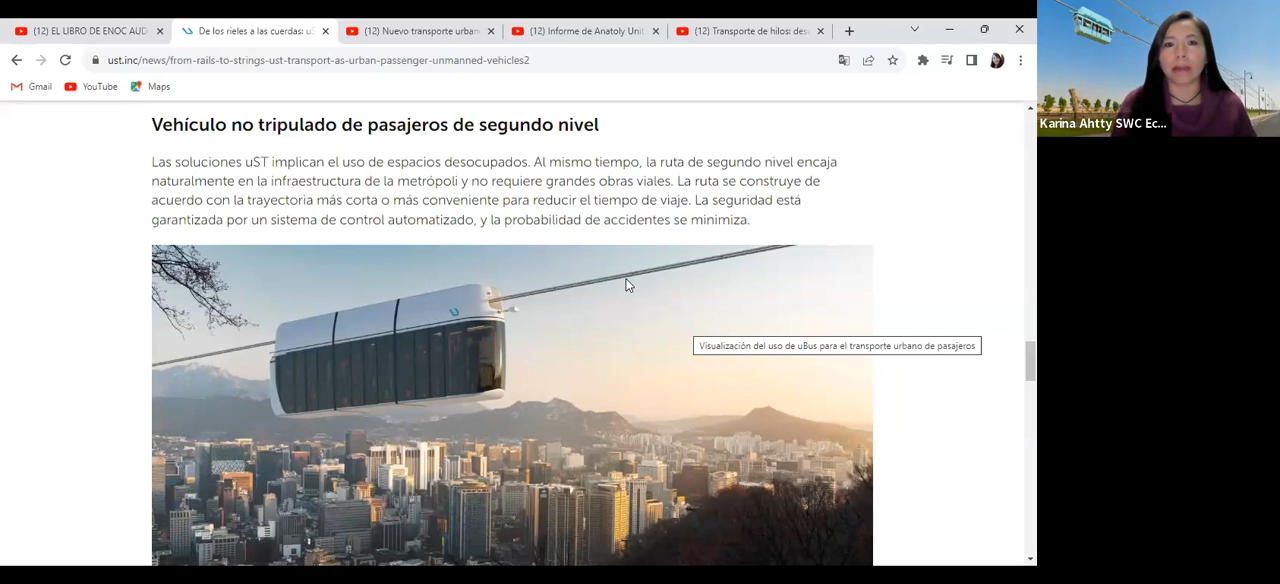 (12) EL LIBRO DE ENOC AUD
De los rieles a las cuerdas: uS
(12) Nuevo transporte urban
(12) Informe de Anatoly Unit
(12) Transporte de hilos: des
ust.inc/news/from-rails-to-strings-ust-transport-as-urban-passenger-unmanned-vehicles2
Gmail YouTube Maps
Karina Ahtty SWC Ec...
Vehículo no tripulado de pasajeros de segundo nivel
Las soluciones uST implican el uso de espacios desocupados. Al mismo tiempo, la ruta de segundo nivel encaja
naturalmente en la infraestructura de la metrópoli y no requiere grandes obras viales. La ruta se construye de
acuerdo con la trayectoria más corta o más conveniente para reducir el tiempo de viaje. La seguridad está
garantizada por un sistema de control automatizado, y la probabilidad de accidentes se minimiza.
Visualización del uso de uBus para el transporte urbano de pasajeros